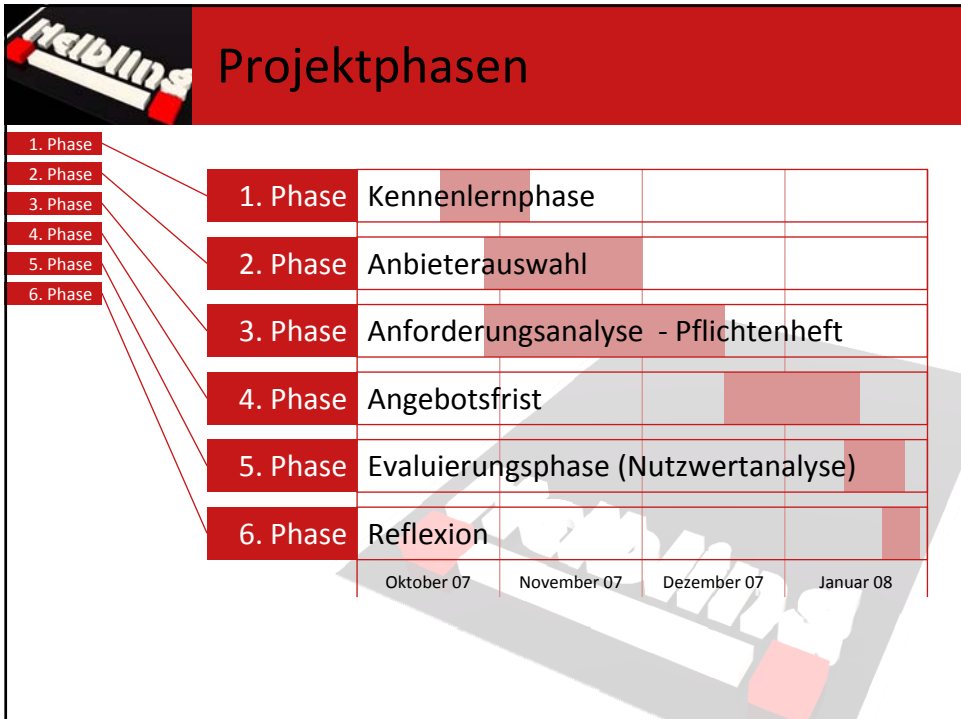 Helbling
Projektphasen
1. Phase
2. Phase
3. Phase
4. Phase
5. Phase
6. Phase
1. Phase Kennenlernphase
2. Phase Anbieterauswahl
3. Phase Anforderungsanalyse - Pflichtenheft
4. Phase Angebotsfrist
5. Phase Evaluierungsphase (Nutzwertanalyse)
6. Phase Reflexion
Oktober 07 November 07 Dezember 07 Januar 08
Helbling